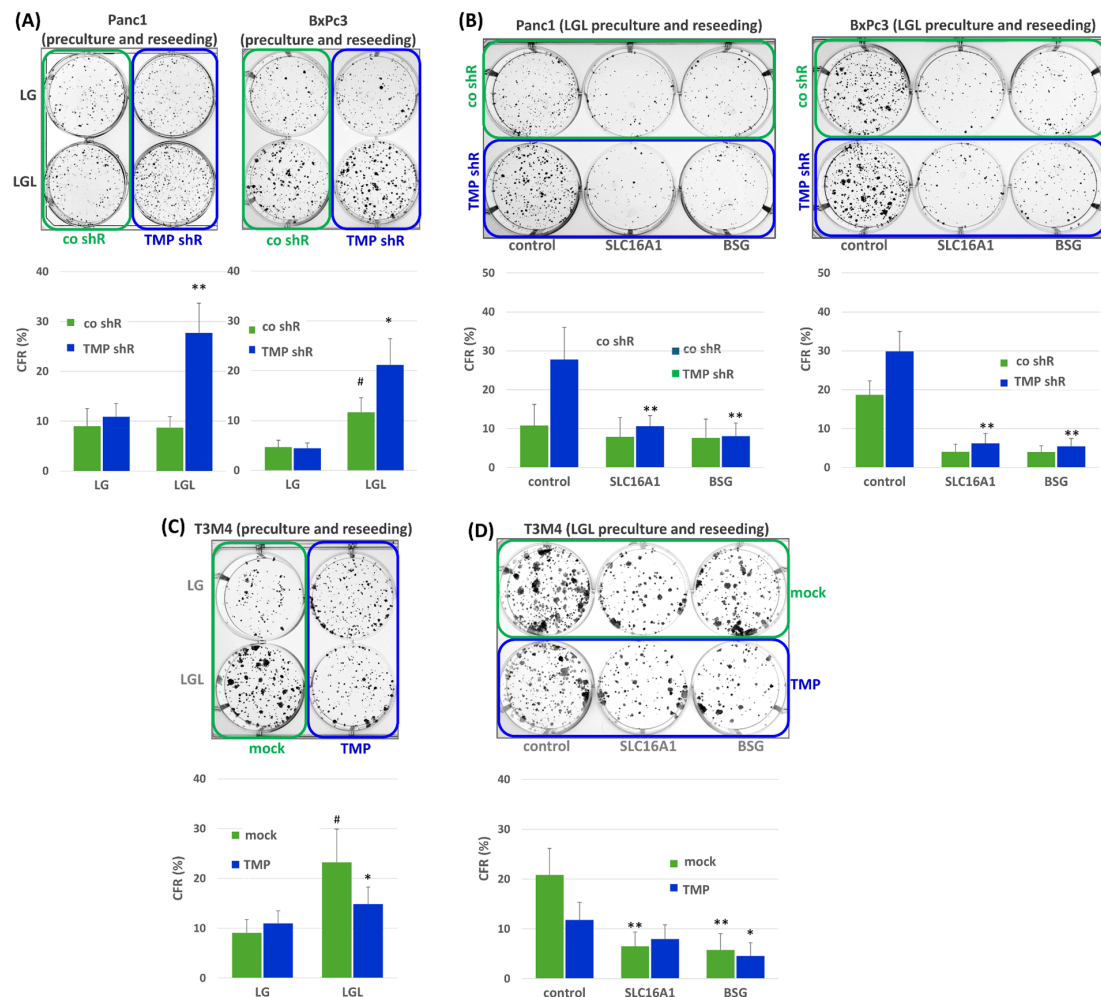 (A)
Panc1
(preculture and reseeding)
BxPc3
(preculture and reseeding)
LG
LGL
co shR
TMP shR
co shR
TMP shR
CFR (%)
40
30
20
10
0
co shR
TMP shR
**
LG
LGL
40
30
20
10
0
co shR
TMP shR
#
*
LG
LGL
(B)
Panc1 (LGL preculture and reseeding)
co shR
TMP shR
control
SLC16A1
BSG
BxPc3 (LGL preculture and reseeding)
co shR
TMP shR
control
SLC16A1
BSG
CFR (%)
50
40
30
20
10
0
co shR
co shR
TMP shR
**
**
control
SLC16A1
BSG
CFR (%)
50
40
30
20
10
0
co shR
TMP shR
**
**
control
SLC16A1
BSG
(C)
T3M4 (preculture and reseeding)
LG
LGL
mock
TMP
CFR (%)
40
30
20
10
0
mock
TMP
#
*
LG
LGL
(D)
T3M4 (LGL preculture and reseeding)
mock
TMP
control
SLC16A1
BSG
CFR (%)
40
30
20
10
0
mock
TMP
**
**
*
control
SLC16A1
BSG